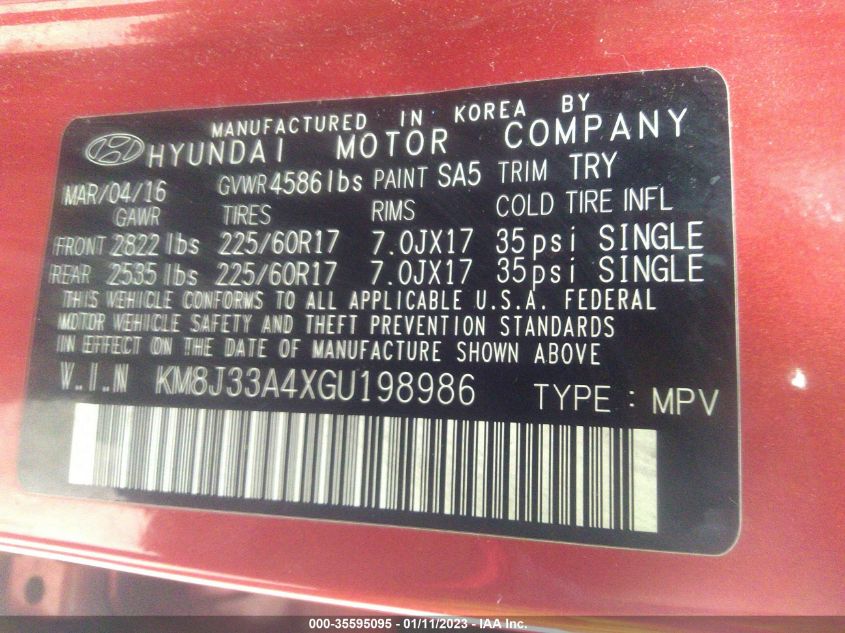 MANUFACTURED IN KOREA BY
HYUNDAI MOTOR COMPANY
MAR/04/16 GVWR 4586 lbs PAINT SA5 TRIM TRY
GAWR TIRES RIMS COLD TIRE INFL
FRONT 2822 lbs 225/60R17 7.0JX17 35psi SINGLE
REAR 2535 lbs 225/60R17 7.0JX17 35psi SINGLE
THIS VEHICLE CONFORMS TO ALL APPLICABLE U.S.A. FEDERAL
MOTOR VEHICLE SAFETY AND THEFT PREVENTION STANDARDS
IN EFFECT ON THE DATE OF MANUFACTURE SHOWN ABOVE
V.I.N KM8J33A4XGU198986 TYPE : MPV
000-35595095 - 01/11/2023 - IAA Inc.